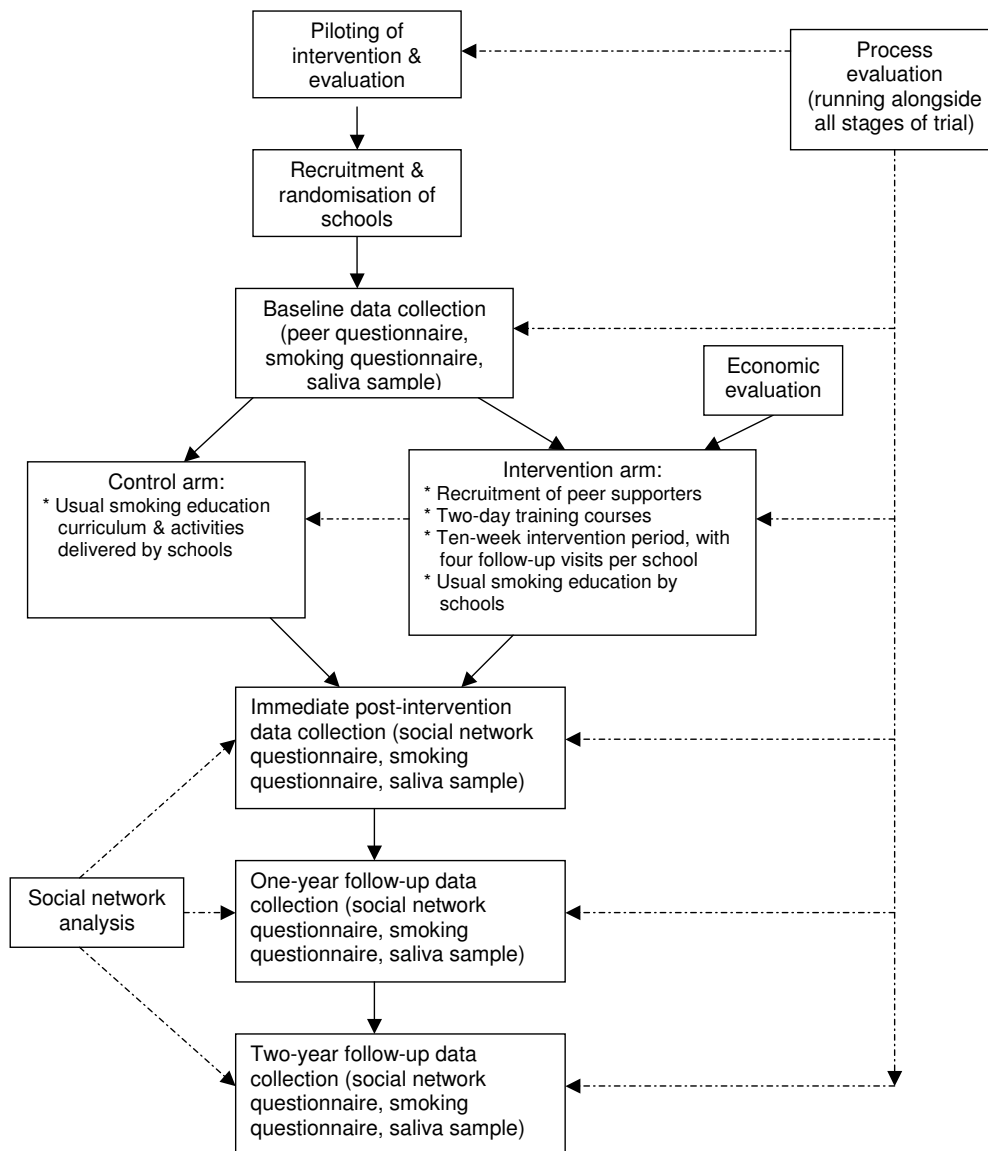 Piloting of
intervention &
evaluation
Process
evaluation
(running alongside
all stages of trial)
Recruitment &
randomisation of
schools
Baseline data collection
(peer questionnaire,
smoking questionnaire,
saliva sample)
Economic
evaluation
Control arm:
* Usual smoking education
curriculum & activities
delivered by schools
Intervention arm:
* Recruitment of peer supporters
* Two-day training courses
* Ten-week intervention period, with
four follow-up visits per school
* Usual smoking education by
schools
Immediate post-intervention
data collection (social network
questionnaire, smoking
questionnaire, saliva sample)
Social network
analysis
One-year follow-up data
collection (social network
questionnaire, smoking
questionnaire, saliva sample)
Two-year follow-up data
collection (social network
questionnaire, smoking
questionnaire, saliva sample)